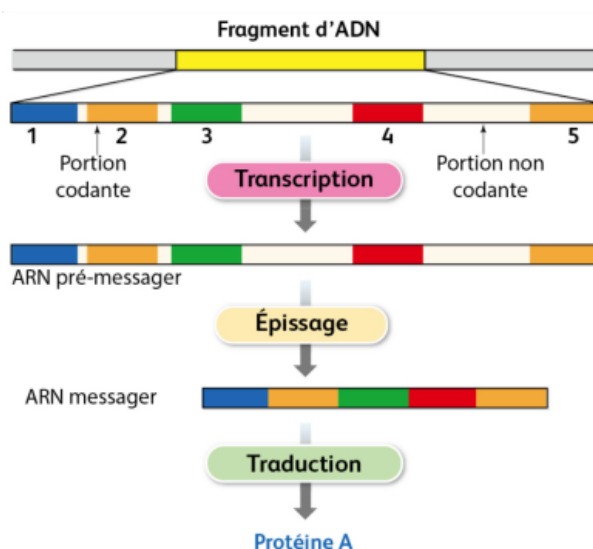 Fragment d'ADN
1 2 3 4 5
Portion
codante
Portion non
codante
Transcription
ARN pré-messager
Épissage
ARN messager
Traduction
Protéine A